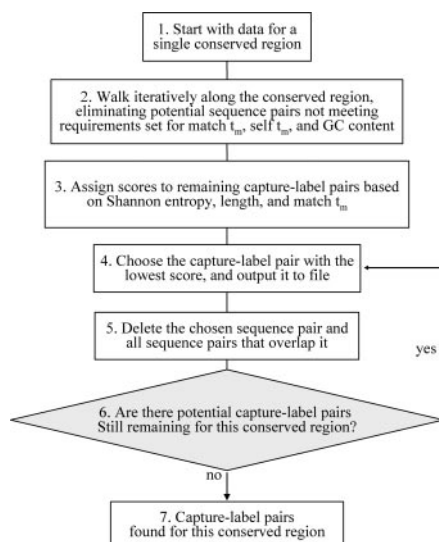 1. Start with data for
a single conserved region
2. Walk iteratively along the conserved region,
eliminating potential sequence pairs not meeting
requirements set for match tm, self tm, and GC content
3. Assign scores to remaining capture-label pairs based
on Shannon entropy, length, and match tm
4. Choose the capture-label pair with the
lowest score, and output it to file
5. Delete the chosen sequence pair and
all sequence pairs that overlap it
yes
6. Are there potential capture-label pairs
Still remaining for this conserved region?
no
7. Capture-label pairs
found for this conserved region